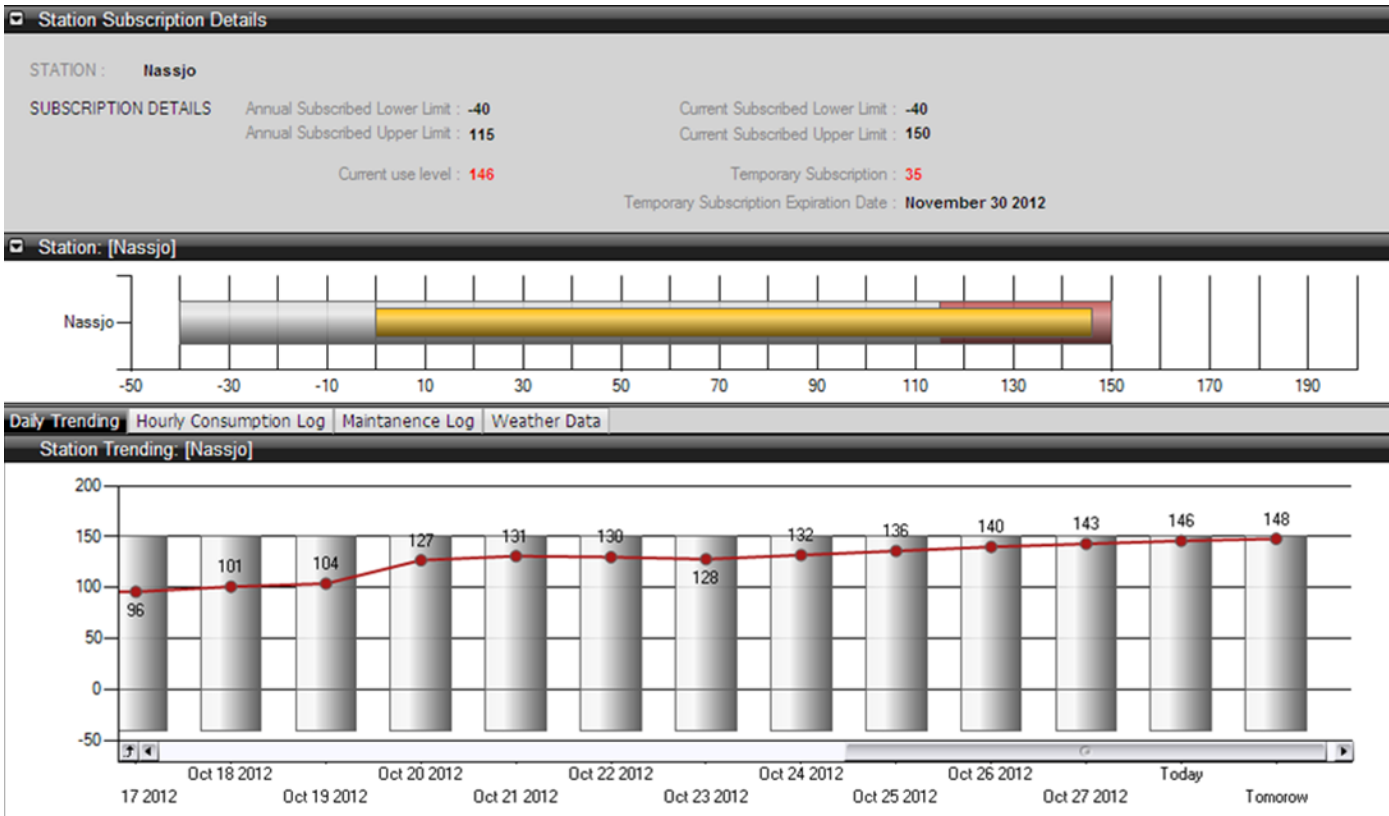 Station Subscription Details
STATION : Nassjo
SUBSCRIPTION DETAILS Annual Subscribed Lower Limit : -40 Current Subscribed Lower Limit : -40
Annual Subscribed Upper Limit : 115 Current Subscribed Upper Limit : 150
Current use level : 146 Temporary Subscription : 35
Temporary Subscription Expiration Date : November 30 2012
Station: [Nassjo]
Nassjo
-50 -30 -10 10 30 50 70 90 110 130 150 170 190
Daily Trending Hourly Consumption Log Maintanence Log Weather Data
Station Trending: [Nassjo]
200
150
100
50
0
-50
96 101 104 127 131 130 128 132 136 140 143 146 148
Oct 18 2012 Oct 20 2012 Oct 22 2012 Oct 24 2012 Oct 26 2012 Today
17 2012 Oct 19 2012 Oct 21 2012 Oct 23 2012 Oct 25 2012 Oct 27 2012 Tomorow